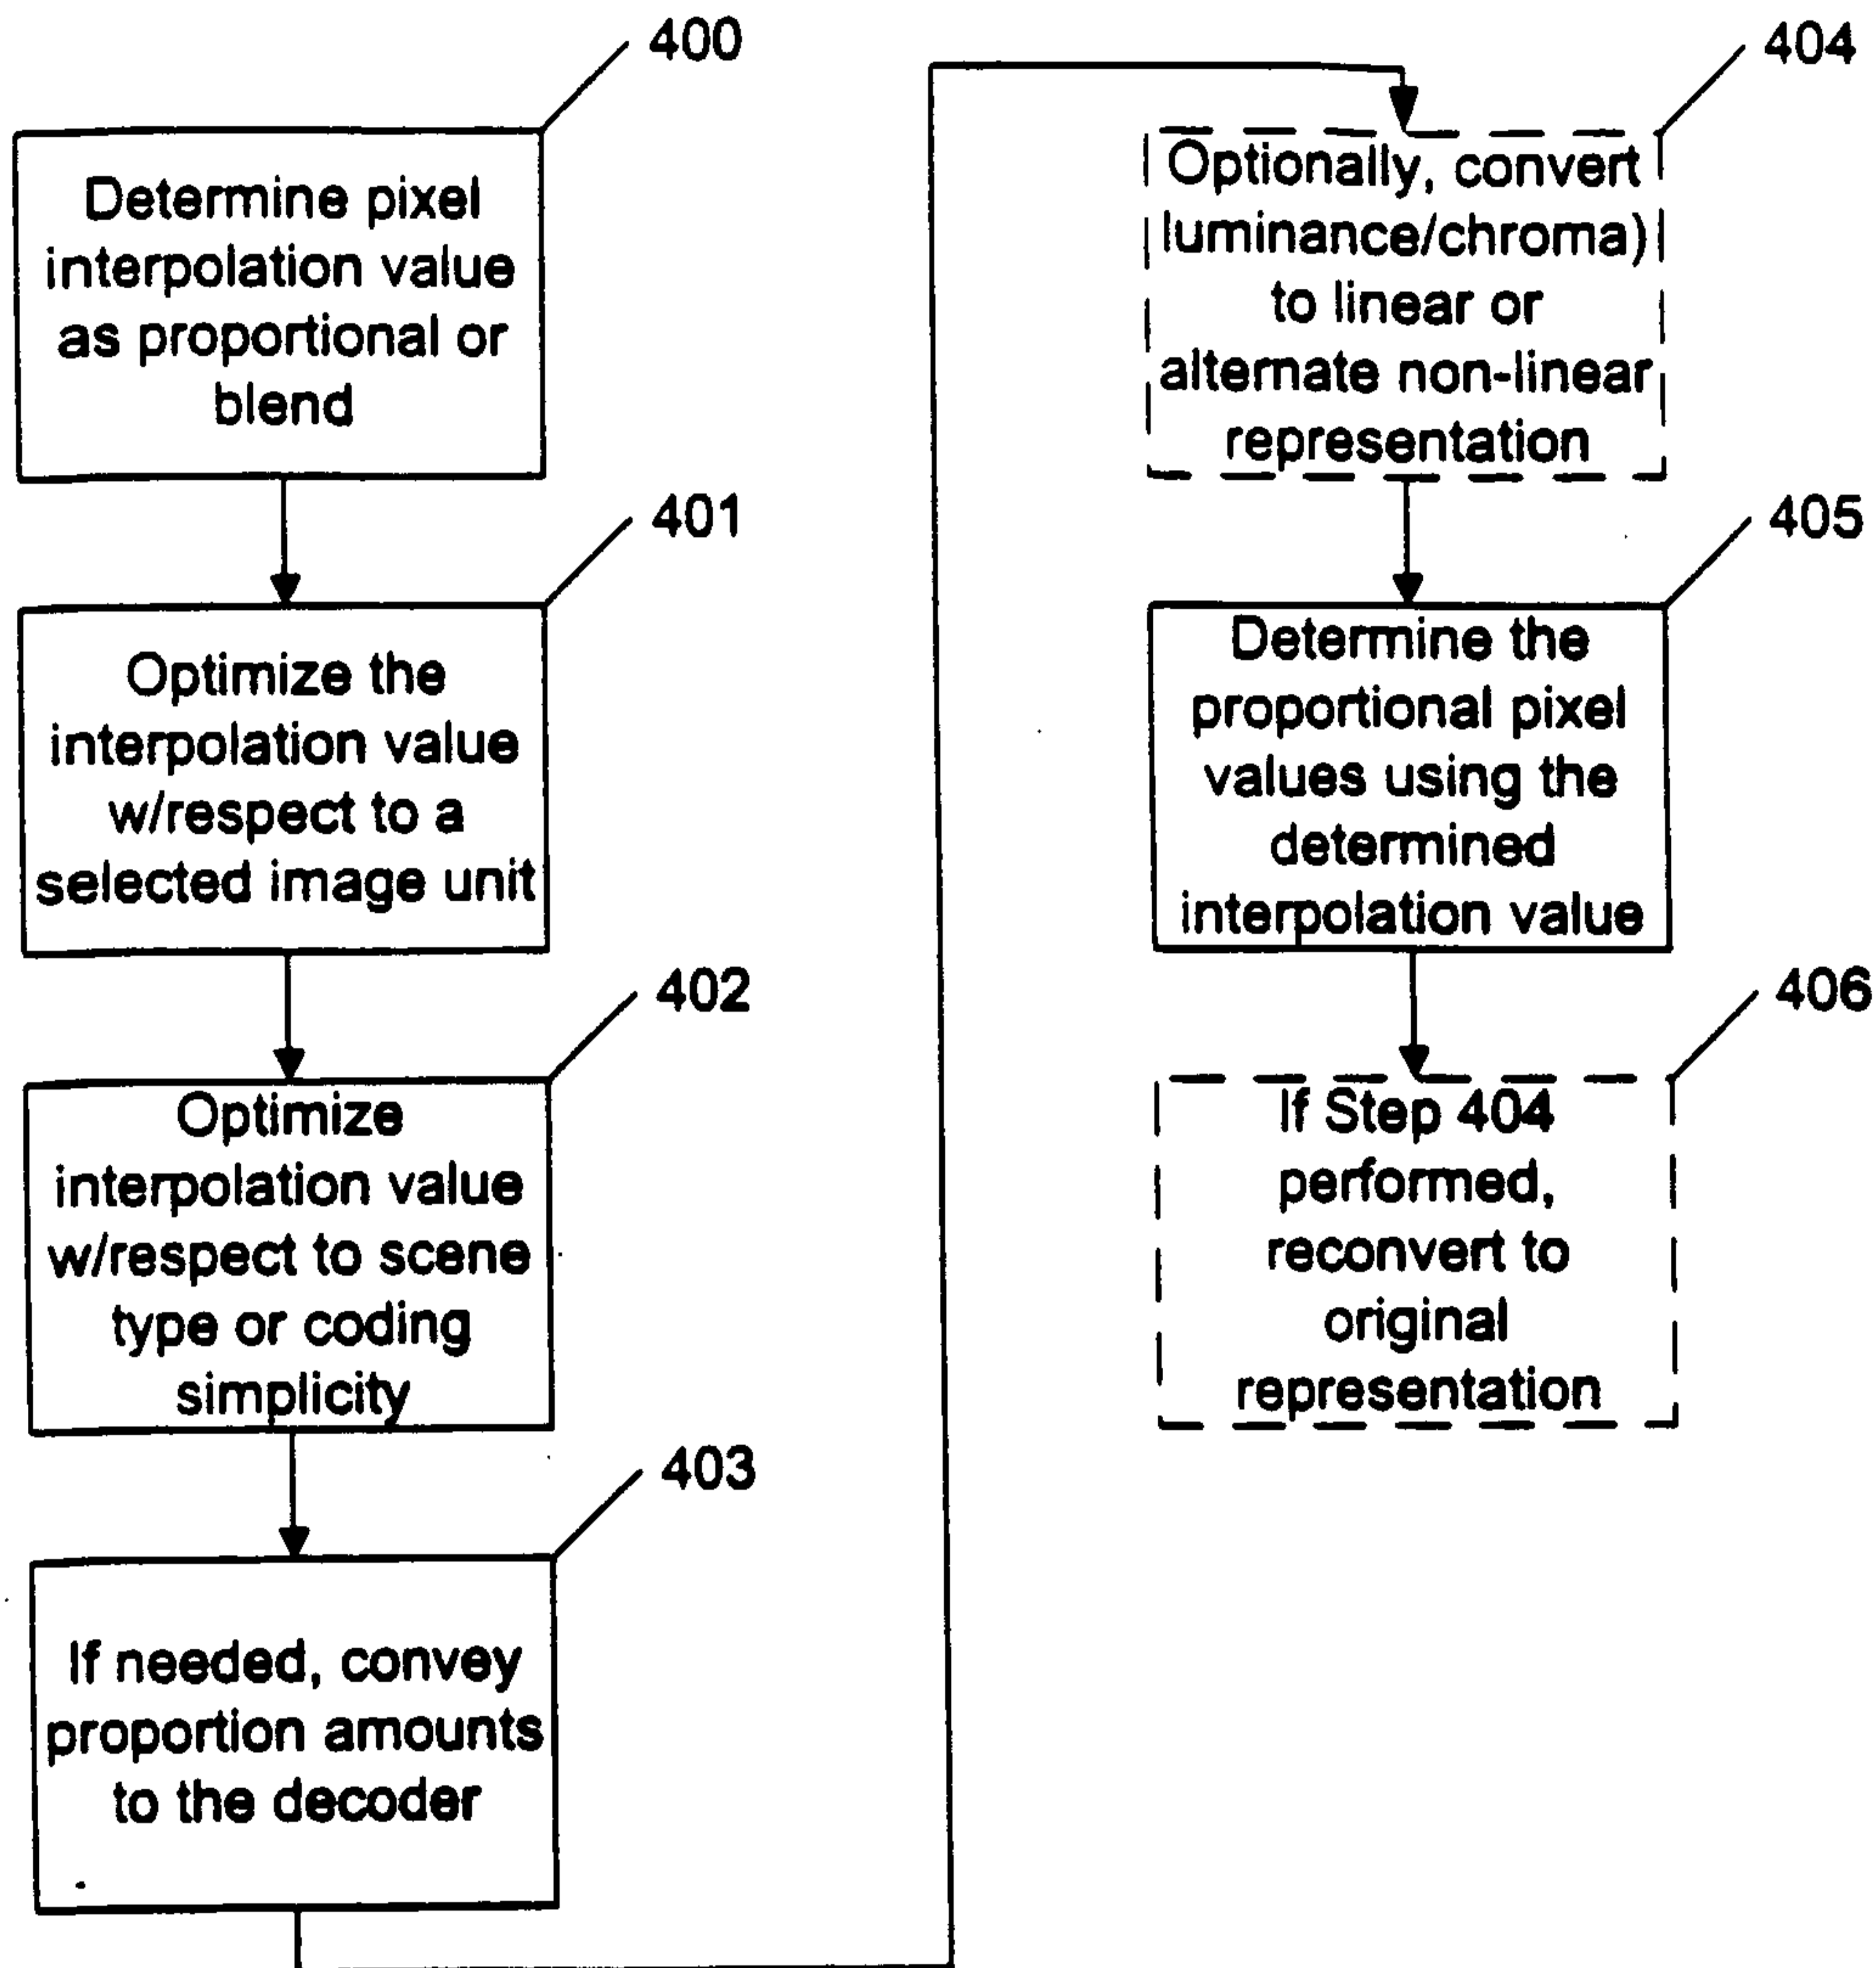 400
Determine pixel
interpolation value
as proportional or
blend
401
Optimize the
interpolation value
w/respect to a
selected image unit
402
Optimize
interpolation value
w/respect to scene
type or coding
simplicity
403
If needed, convey
proportion amounts
to the decoder
404
Optionally, convert
luminance/chroma)
to linear or
alternate non-linear
representation
405
Determine the
proportional pixel
values using the
determined
interpolation value
406
If Step 404
performed,
reconvert to
original
representation